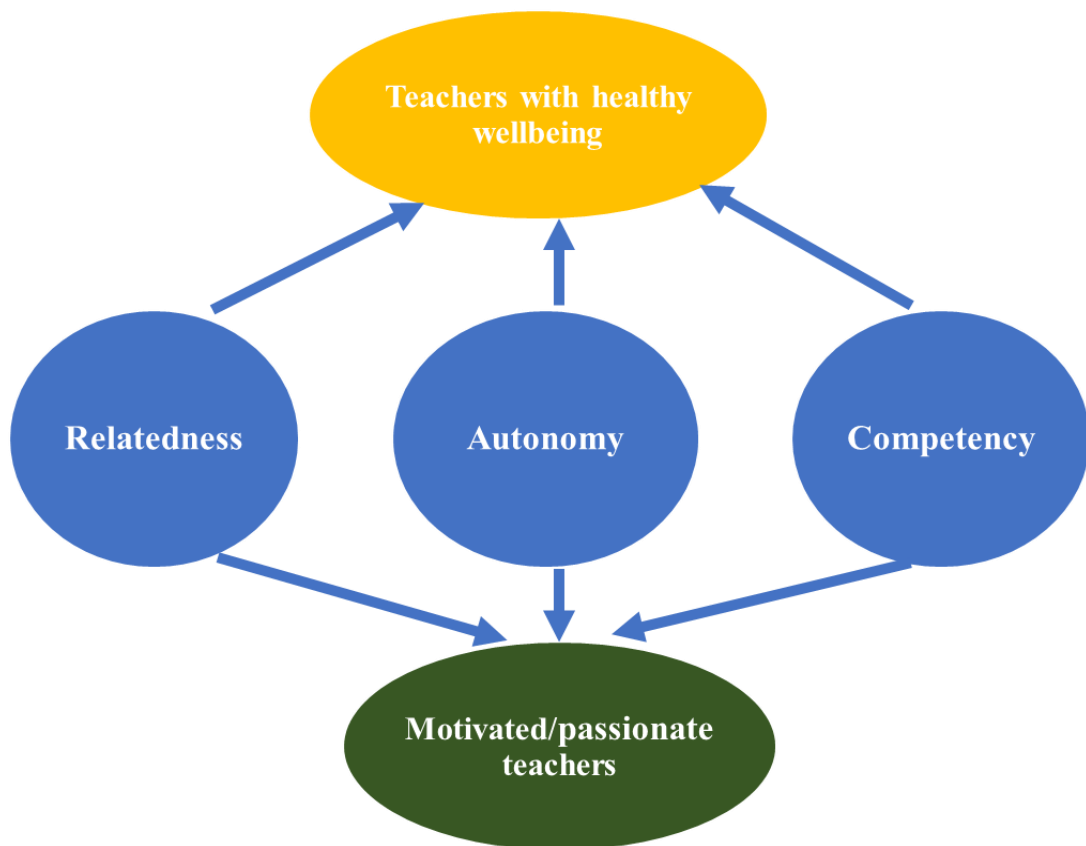 Teachers with healthy
wellbeing
Relatedness
Autonomy
Competency
Motivated/passionate
teachers